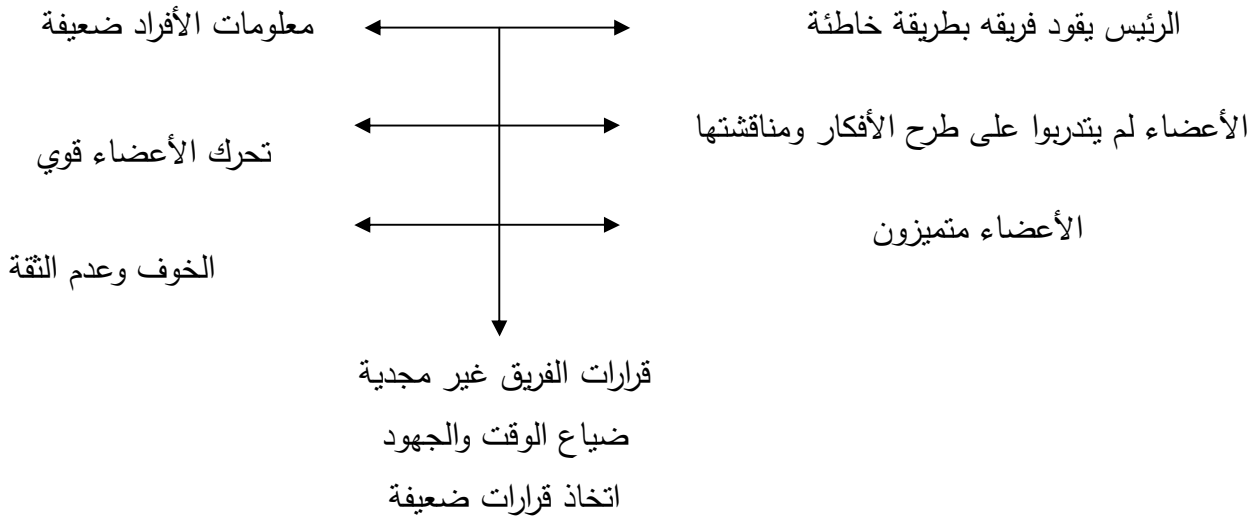 الرئيس يقود فريقه بطريقة خاطئة
معلومات الأفراد ضعيفة
الأعضاء لم يتدربوا على طرح الأفكار ومناقشتها
تحرك الأعضاء قوي
الأعضاء متميزون
الخوف وعدم الثقة
قرارات الفريق غير مجدية
ضياع الوقت والجهود
اتخاذ قرارات ضعيفة